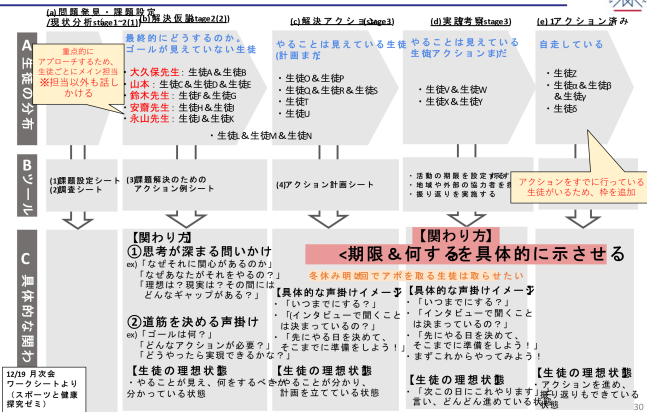 (a)問題発見・課題設定
/現状分析(stage1~2(1))
(b)解決仮説(stage2(2))
(c)解決アクション(stage3)
(d)実践考察(stage3)
(e)1アクション済み
A 生徒の分布
重点的に
アプローチするため、
生徒ごとにメイン担当
※担当以外も話し
かける
最終的にどうするのか。
ゴールが見えていない生徒
・大久保先生：生徒A&生徒B
・山本：生徒C&生徒D&生徒E
・鈴木先生：生徒F&生徒G
・安齋先生：生徒H&生徒I
・永山先生：生徒J&生徒K
・生徒L&生徒M&生徒N
やることは見えている生徒
(計画まだ)
・生徒O&生徒P
・生徒Q&生徒R&生徒S
・生徒T
・生徒U
やることは見えている
生徒(アクションまだ)
・生徒V&生徒W
・生徒X&生徒Y
自走している
・生徒Z
・生徒α&生徒β
&生徒γ
・生徒δ
アクションをすでに行っている
生徒がいるため、枠を追加
B ツール
(1)課題設定シート
(2)調査シート
(3)課題解決のための
アクション例シート
(4)アクション計画シート
・活動の期限を設定す
・地域や外部の協力者を
・振り返りを実施する
C 具体的な関わ
【関わり方】
①思考が深まる問いかけ
ex)「なぜそれに関心があるのか」
「なぜあなたがそれをやるの？」
「理想は？現実は？その間には
どんなギャップがある？」
②道筋を決める声掛け
ex)「ゴールは何？」
「どんなアクションが必要？」
「どうやったら実現できるかな？」
【生徒の理想状態】
・やることが見え、何をするべきか
分かっている状態
【関わり方】
<期限&何するを具体的に示させる
冬休み明け1回でアポを取る生徒は取らせたい
【具体的な声掛けイメージ】
・「いつまでにする？」
・「(インタビューで聞くこと
は決まっているの？」
・「先にやる日を決めて、
そこまでに準備をしよう！」
【生徒の理想状態】
・やることが分かり、
計画を立てている状態
【具体的な声掛けイメージ】
・「いつまでにする？」
・「インタビューで聞くこと
は決まっているの？」
・「先にやる日を決めて、
そこまでに準備をしよう！」
・まずこれからやってみよう！
【生徒の理想状態】
・「次この日にこれやります」と
言い、どんどん進めている状態
【生徒の理想状態】
・アクションを進め、
振り返りもできている
状態
12/19 月次会
ワークシートより
（スポーツと健康
探究ゼミ）
30